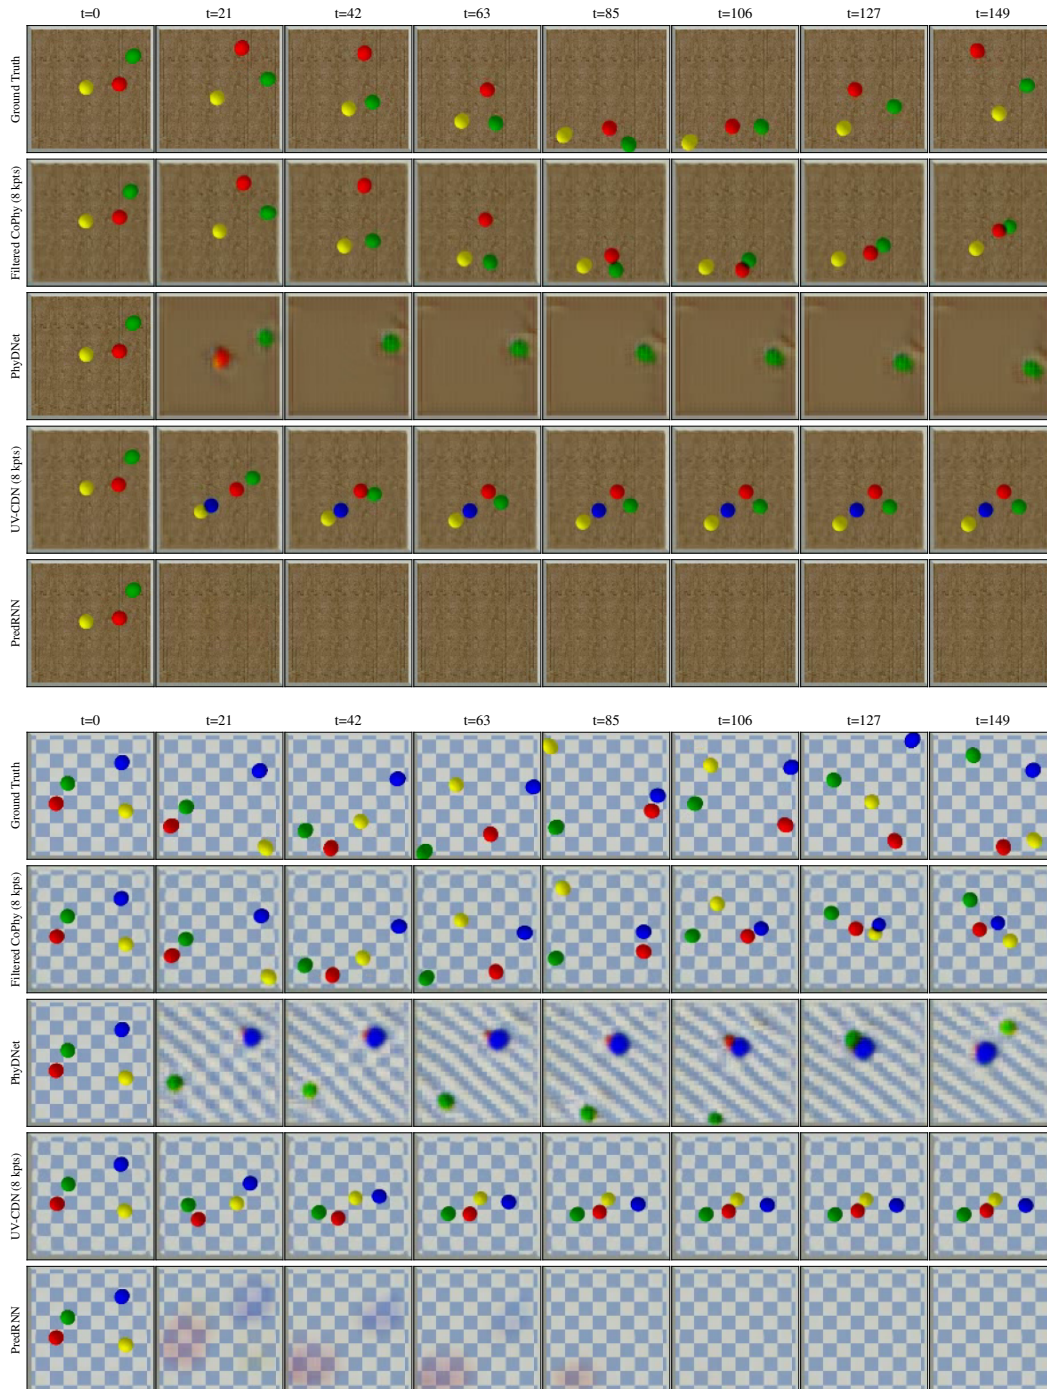 t=0 t=21 t=42 t=63 t=85 t=106 t=127 t=149
Ground Truth
Filtered CoPhy (8 kpts)
PhyDNet
UV-CDN (8 kpts)
PredRNN
t=0 t=21 t=42 t=63 t=85 t=106 t=127 t=149
Ground Truth
Filtered CoPhy (8 kpts)
PhyDNet
UV-CDN (8 kpts)
PredRNN